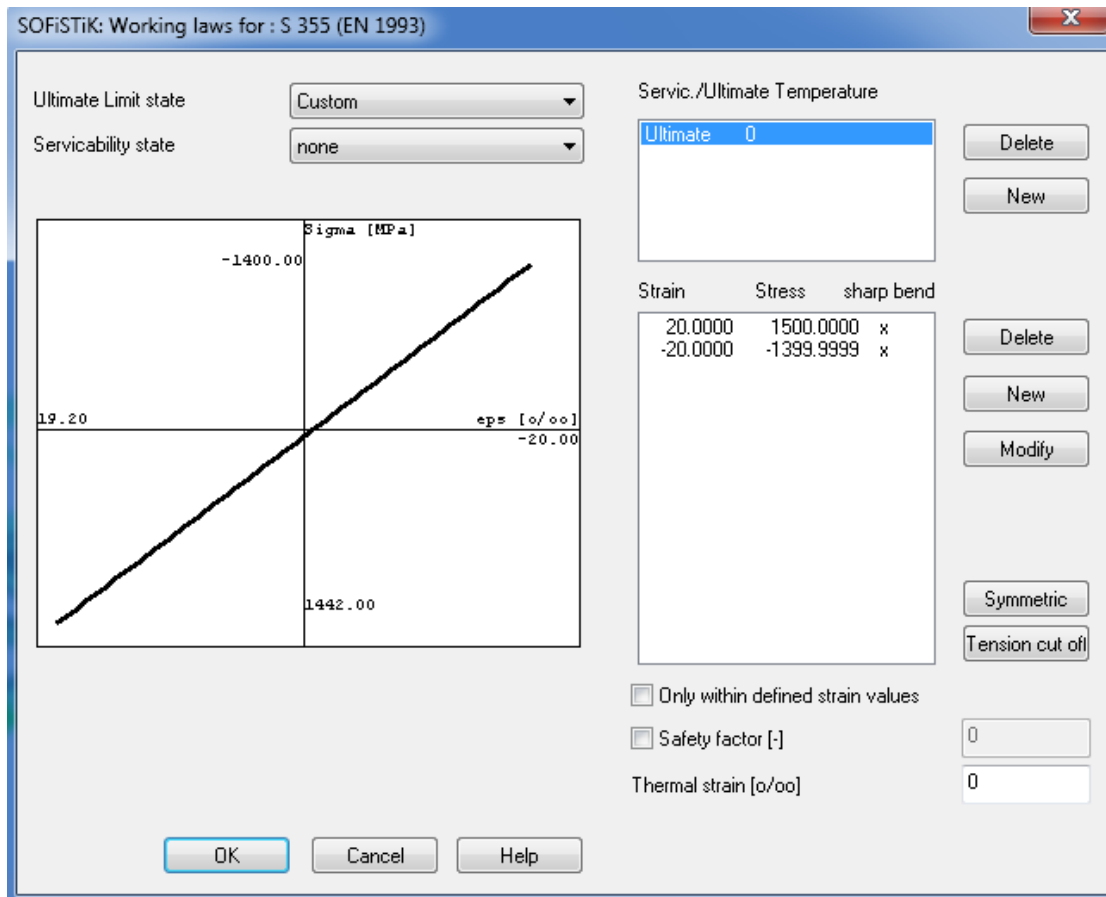 SOFiSTiK: Working laws for : S 355 (EN 1993)
Ultimate Limit state
Custom
Servicability state
none
Sigma [MPa]
-1400.00
19.20
eps [o/oo]
-20.00
1442.00
Servic./Ultimate Temperature
Ultimate 0
Delete
New
Strain Stress sharp bend
20.0000 1500.0000 x
-20.0000 -1399.9999 x
Delete
New
Modify
Symmetric
Tension cut off
Only within defined strain values
Safety factor [-]
0
Thermal strain [o/oo]
0
OK
Cancel
Help